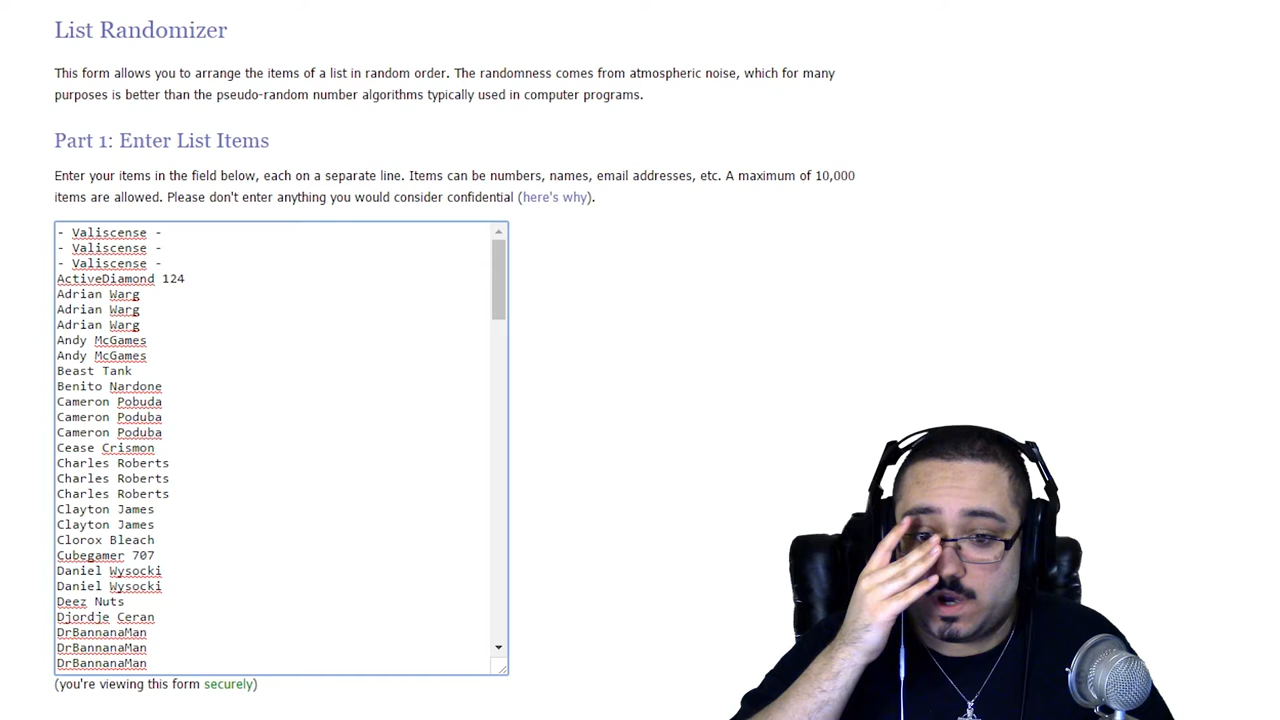 List Randomizer
This form allows you to arrange the items of a list in random order. The randomness comes from atmospheric noise, which for many
purposes is better than the pseudo-random number algorithms typically used in computer programs.
Part 1: Enter List Items
Enter your items in the field below, each on a separate line. Items can be numbers, names, email addresses, etc. A maximum of 10,000
items are allowed. Please don't enter anything you would consider confidential (here's why).
- Valiscense -
- Valiscense -
- Valiscense -
ActiveDiamond 124
Adrian Warg
Adrian Warg
Adrian Warg
Andy McGames
Andy McGames
Beast Tank
Benito Nardone
Cameron Pobuda
Cameron Poduba
Cameron Poduba
Cease Crismon
Charles Roberts
Charles Roberts
Charles Roberts
Clayton James
Clayton James
Clorox Bleach
Cubegamer 707
Daniel Wysocki
Daniel Wysocki
Deez Nuts
Djordje Ceran
DrBannanaMan
DrBannanaMan
DrBannanaMan
(you're viewing this form securely)